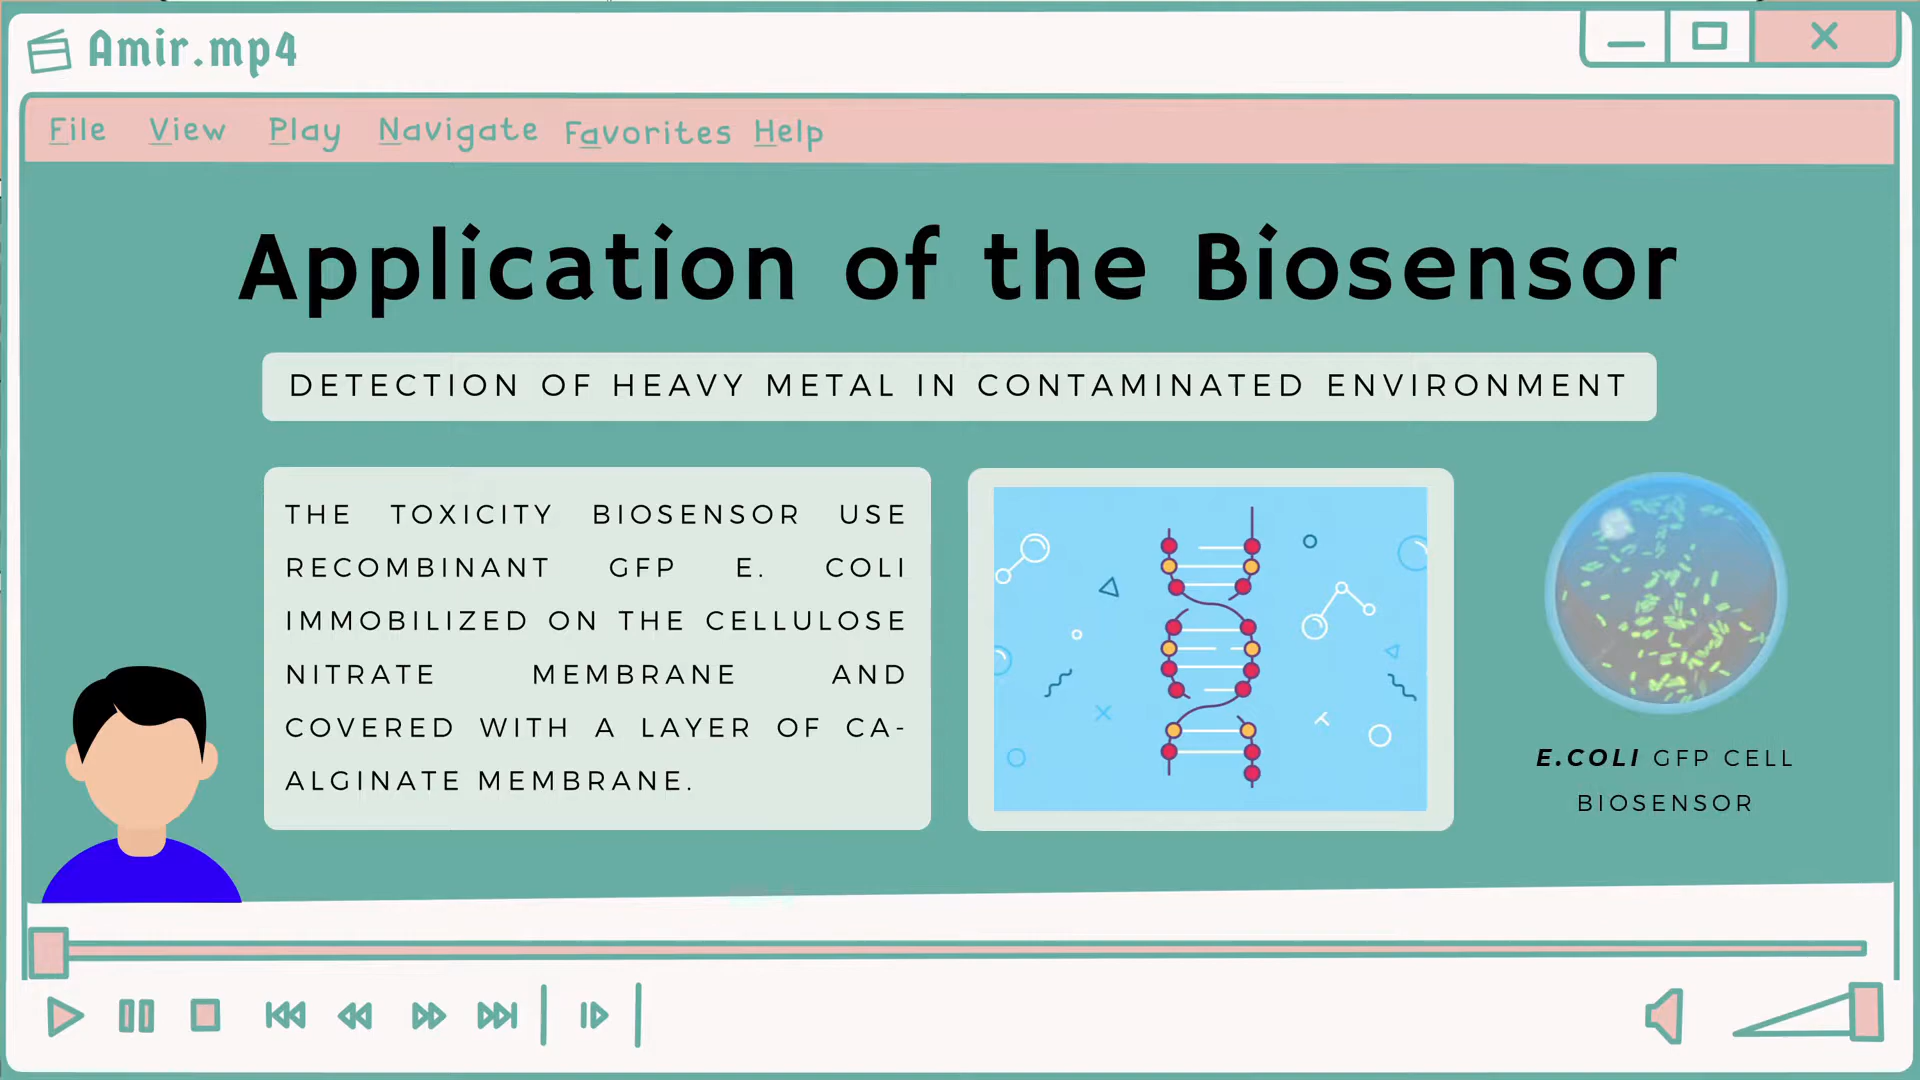 Amir.mp4
File View Play Navigate Favorites Help
Application of the Biosensor
DETECTION OF HEAVY METAL IN CONTAMINATED ENVIRONMENT
THE TOXICITY BIOSENSOR USE
RECOMBINANT GFP E. COLI
IMMOBILIZED ON THE CELLULOSE
NITRATE MEMBRANE AND
COVERED WITH A LAYER OF CA-
ALGINATE MEMBRANE.
E.COLI GFP CELL
BIOSENSOR